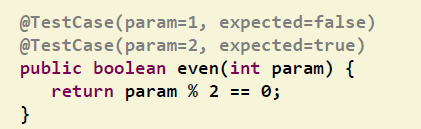 @TestCase(param=1, expected=false)
@TestCase(param=2, expected=true)
public boolean even(int param) {
return param % 2 == 0;
}